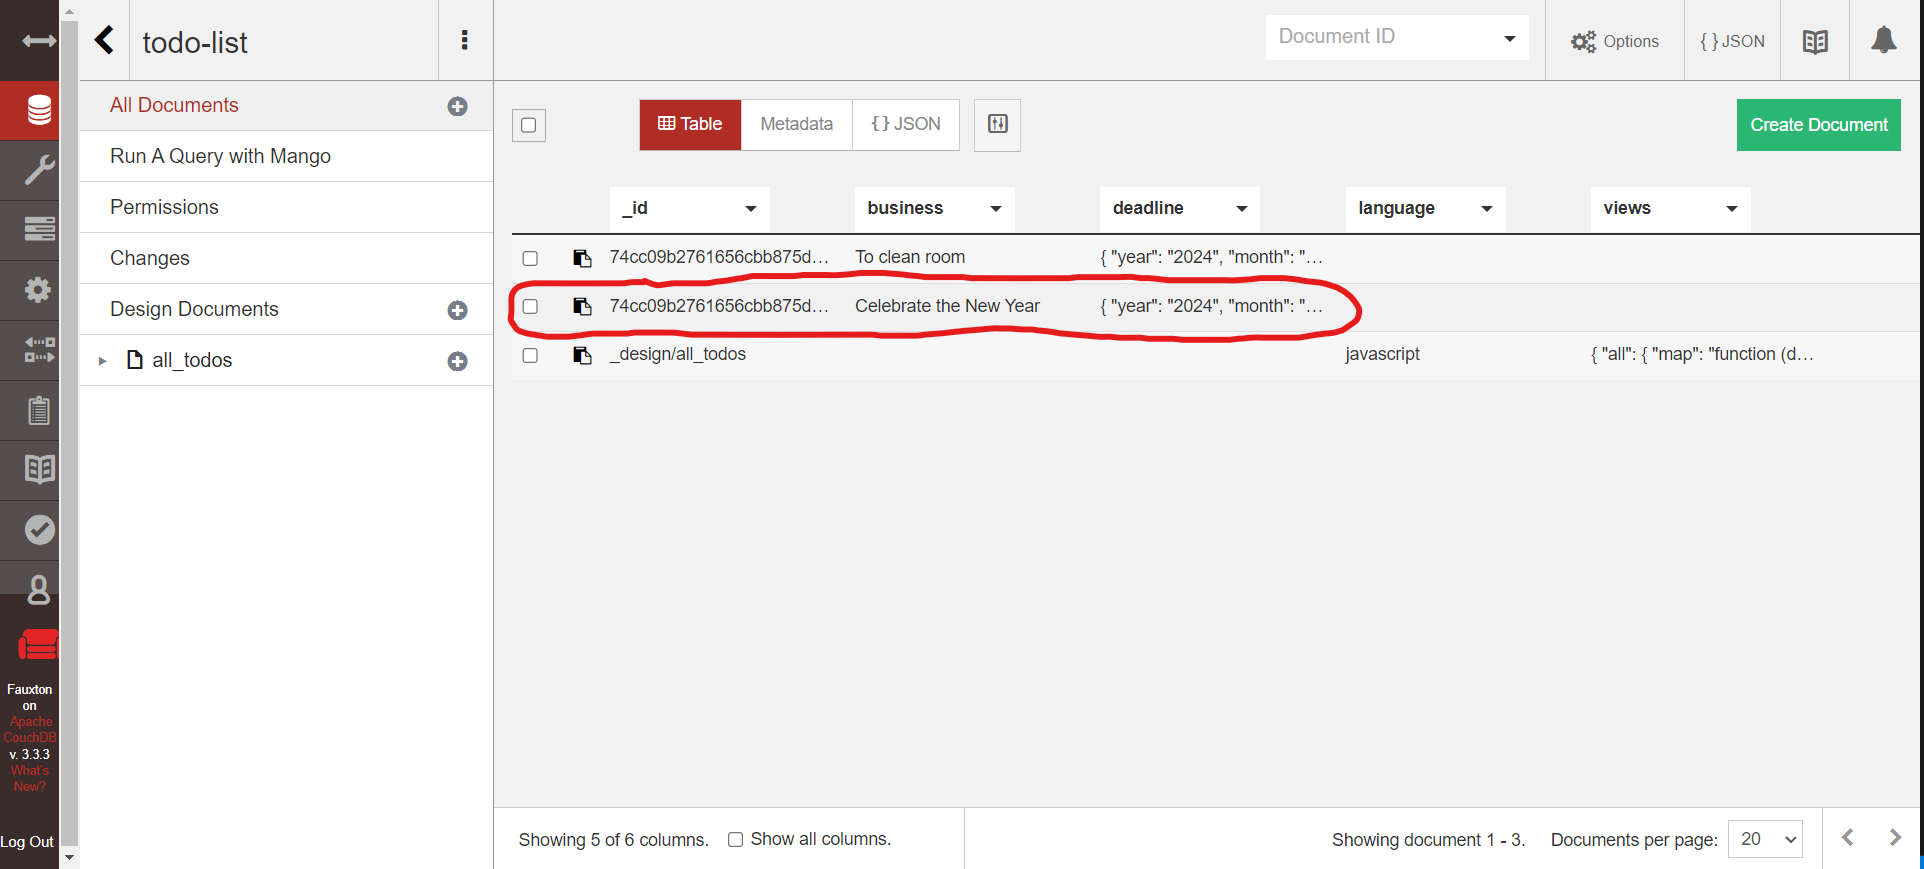 todo-list
Document ID
Options
{ } JSON
All Documents
Run A Query with Mango
Permissions
Changes
Design Documents
all_todos
Table
Metadata
{ } JSON
Create Document
_id business deadline language views
74cc09b2761656cbb875d... To clean room { "year": "2024", "month": "...
74cc09b2761656cbb875d... Celebrate the New Year { "year": "2024", "month": "...
_design/all_todos javascript { "all": { "map": "function (d...
Fauxton
on
Apache
CouchDB
v. 3.3.3
What's
New?
Log Out
Showing 5 of 6 columns.
Show all columns.
Showing document 1 - 3.
Documents per page: 20